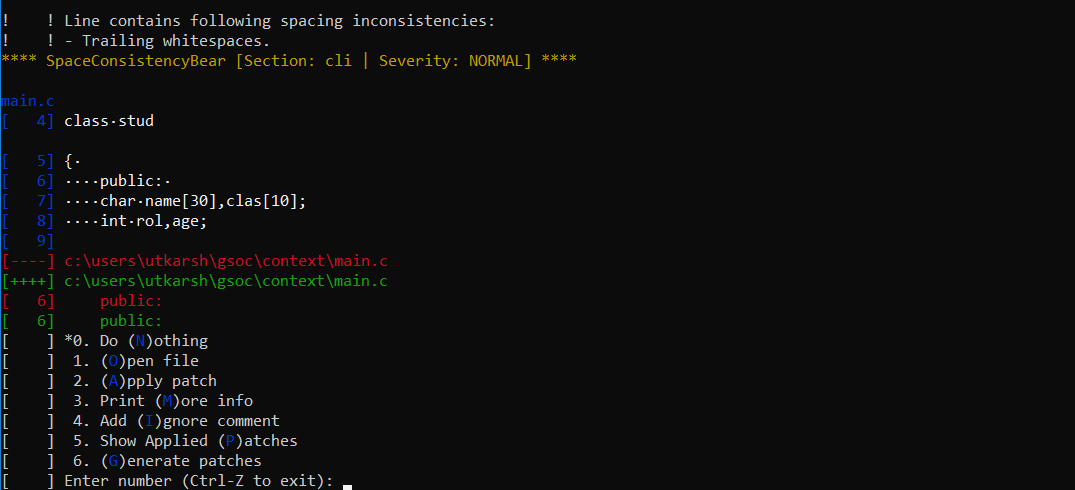 !    ! Line contains following spacing inconsistencies:
!    ! - Trailing whitespaces.
**** SpaceConsistencyBear [Section: cli | Severity: NORMAL] ****
main.c
[   4] class·stud
[   5] {·
[   6] ····public:·
[   7] ····char·name[30],clas[10];
[   8] ····int·rol,age;
[   9]
[----] c:\users\utkarsh\gsoc\context\main.c
[++++] c:\users\utkarsh\gsoc\context\main.c
[   6]     public:
[   6]     public:
[    ] *0. Do (N)othing
[    ]  1. (O)pen file
[    ]  2. (A)pply patch
[    ]  3. Print (M)ore info
[    ]  4. Add (I)gnore comment
[    ]  5. Show Applied (P)atches
[    ]  6. (G)enerate patches
[    ] Enter number (Ctrl-Z to exit):